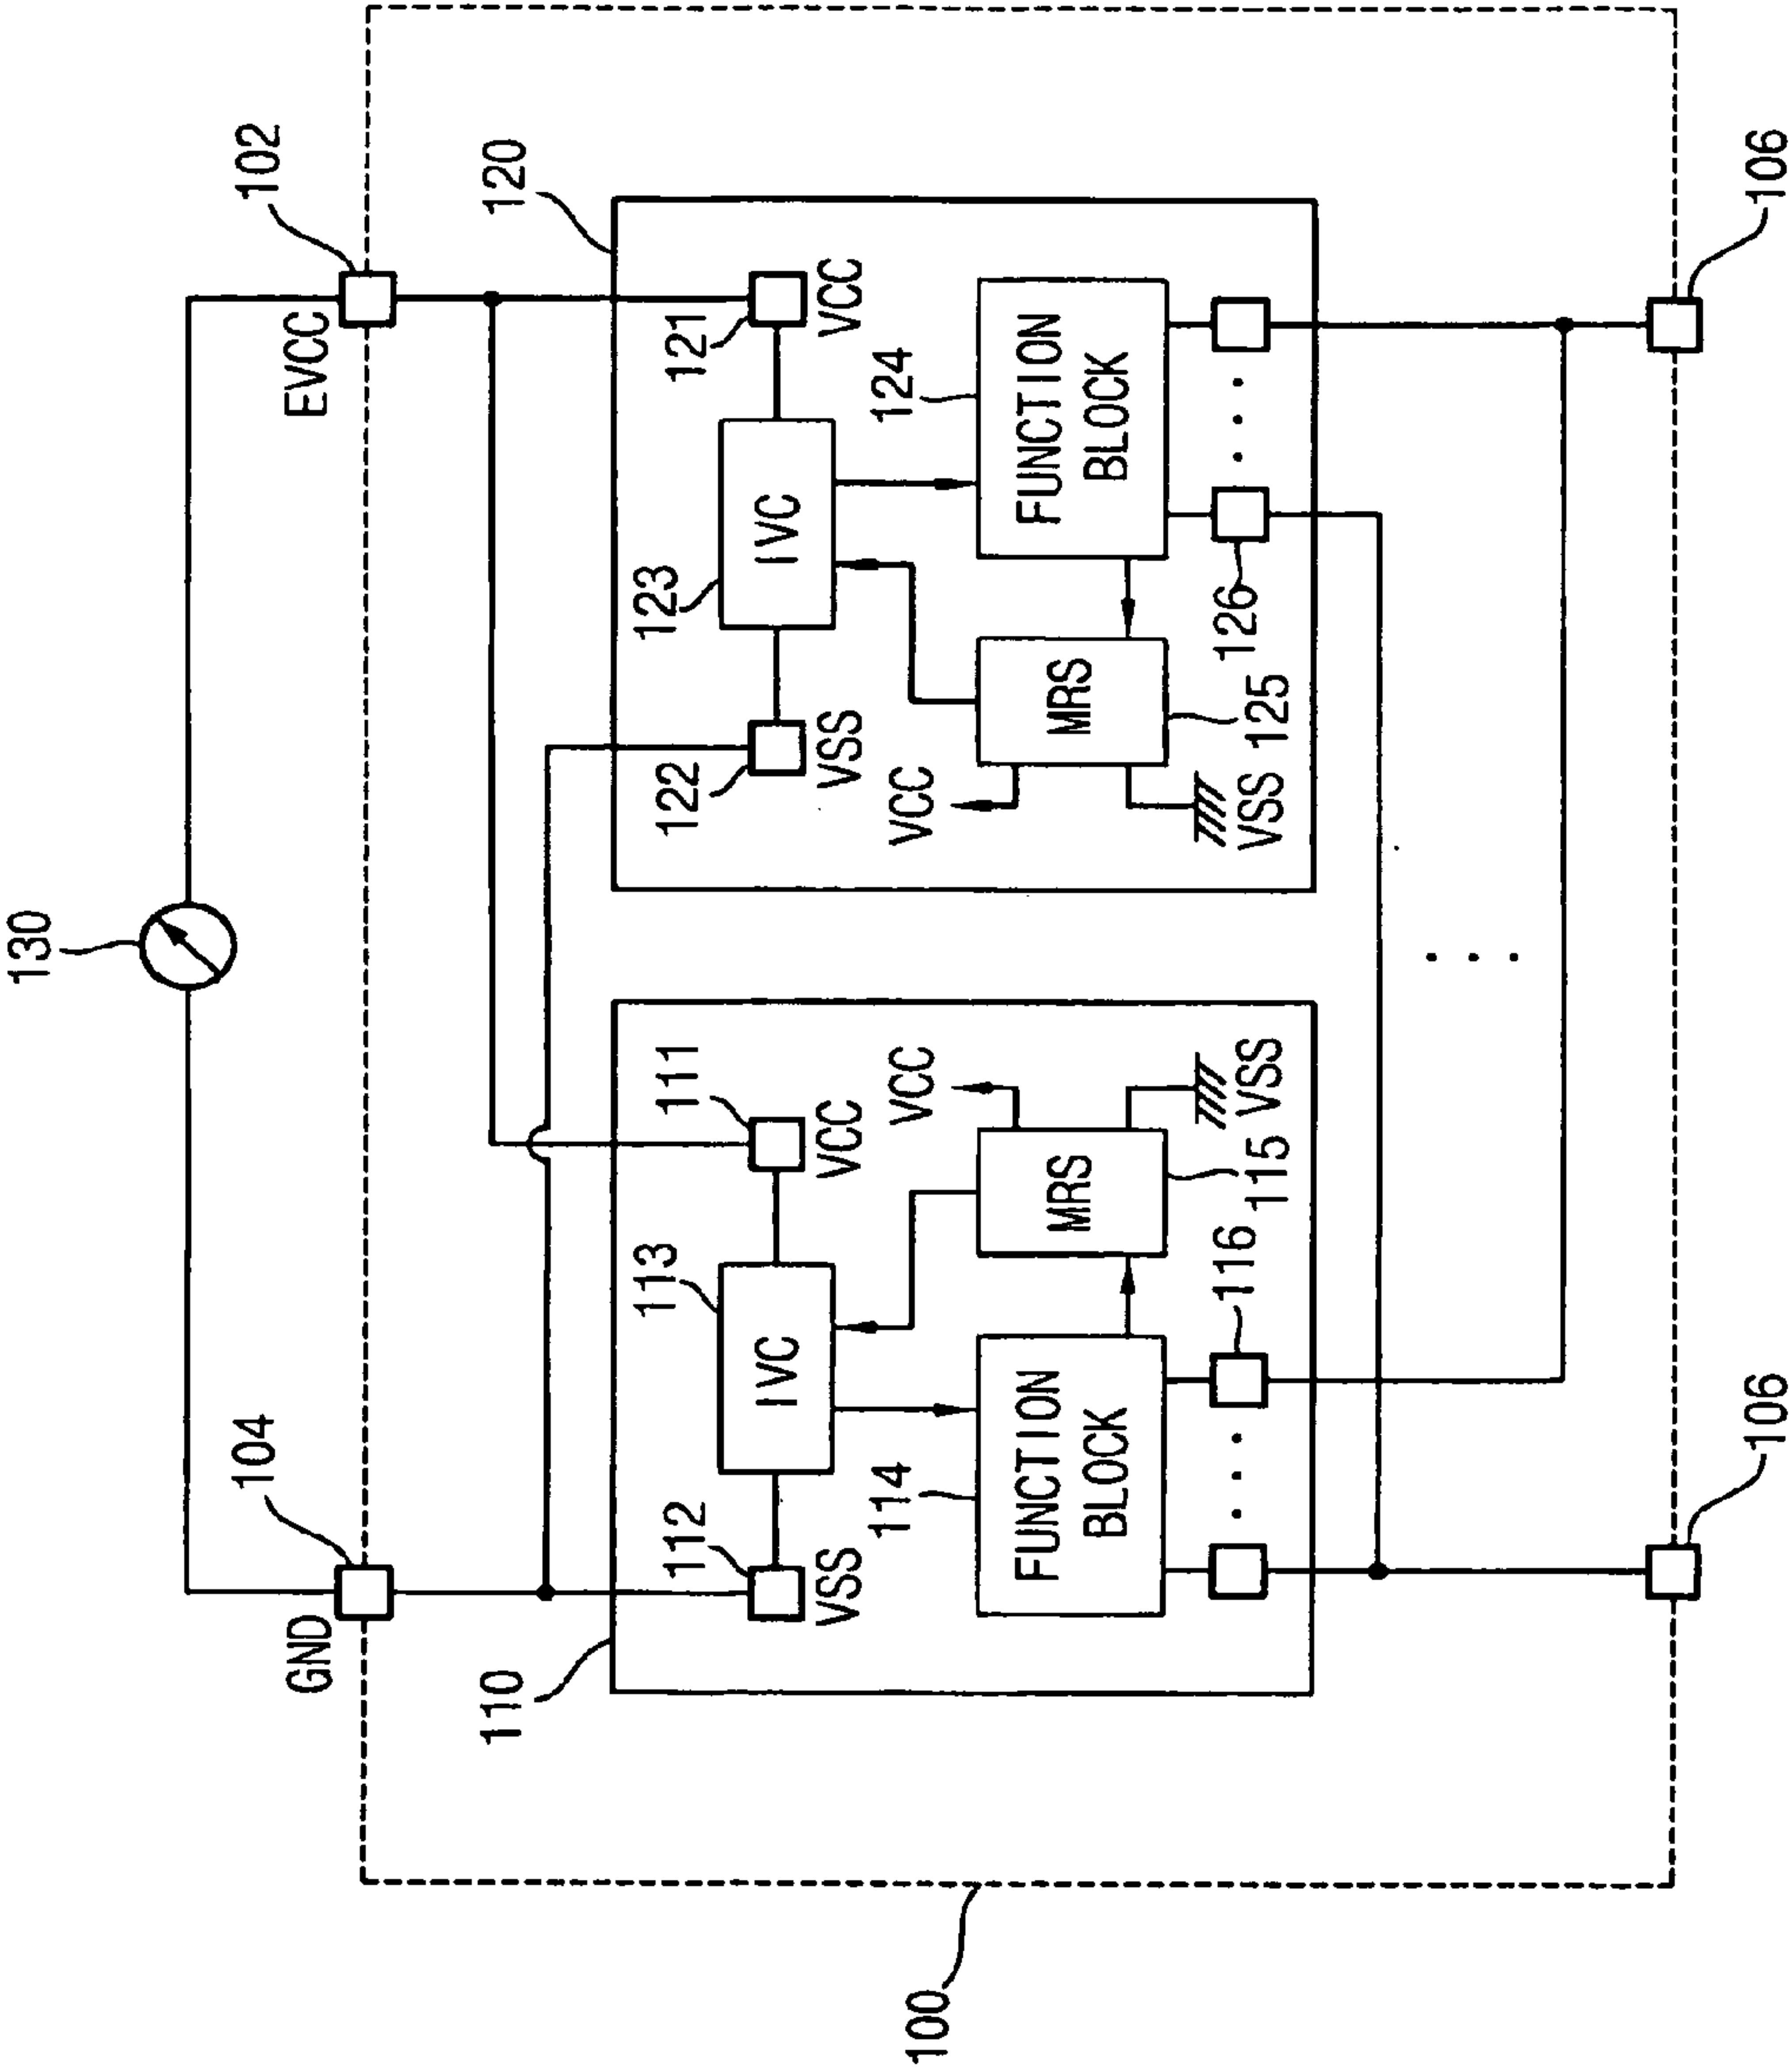 130
104
GND
EVCC
102
110
120
112
VSS
113
IVC
111
VCC
122
VSS
123
IVC
121
VCC
114
FUNCTION
BLOCK
MRS
VCC
VSS
115
116
VCC
MRS
VSS
125
124
FUNCTION
BLOCK
126
106
106
100